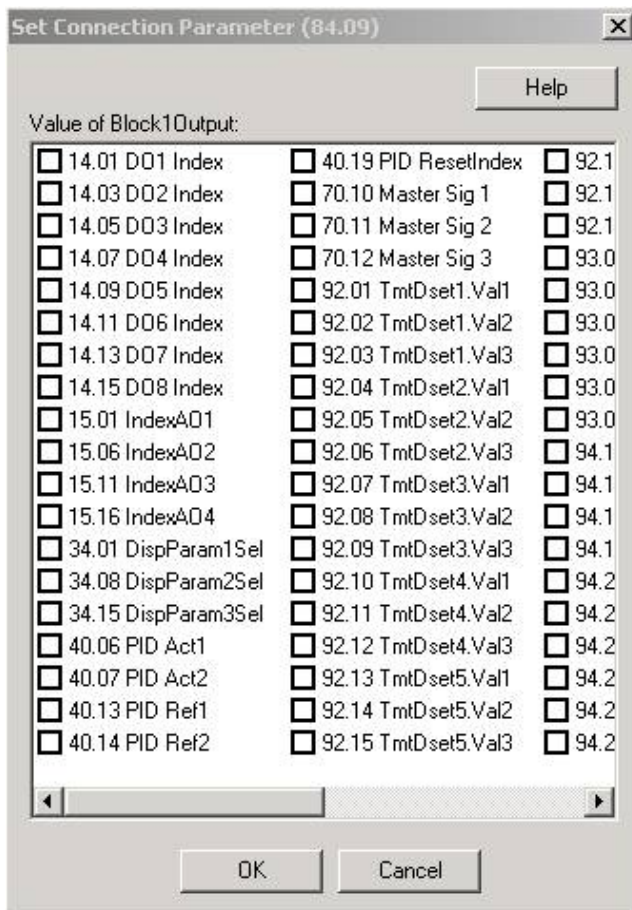 Set Connection Parameter (84.09)
Help
Value of Block1Output:
14.01 DO1 Index
14.03 DO2 Index
14.05 DO3 Index
14.07 DO4 Index
14.09 DO5 Index
14.11 DO6 Index
14.13 DO7 Index
14.15 DO8 Index
15.01 IndexAO1
15.06 IndexAO2
15.11 IndexAO3
15.16 IndexAO4
34.01 DispParam1Sel
34.08 DispParam2Sel
34.15 DispParam3Sel
40.06 PID Act1
40.07 PID Act2
40.13 PID Ref1
40.14 PID Ref2
40.19 PID ResetIndex
70.10 Master Sig 1
70.11 Master Sig 2
70.12 Master Sig 3
92.01 TmtDset1.Val1
92.02 TmtDset1.Val2
92.03 TmtDset1.Val3
92.04 TmtDset2.Val1
92.05 TmtDset2.Val2
92.06 TmtDset2.Val3
92.07 TmtDset3.Val1
92.08 TmtDset3.Val2
92.09 TmtDset3.Val3
92.10 TmtDset4.Val1
92.11 TmtDset4.Val2
92.12 TmtDset4.Val3
92.13 TmtDset5.Val1
92.14 TmtDset5.Val2
92.15 TmtDset5.Val3
92.1
92.1
92.1
93.0
93.0
93.0
93.0
93.0
93.0
94.1
94.1
94.1
94.1
94.2
94.2
94.2
94.2
94.2
94.2
OK
Cancel